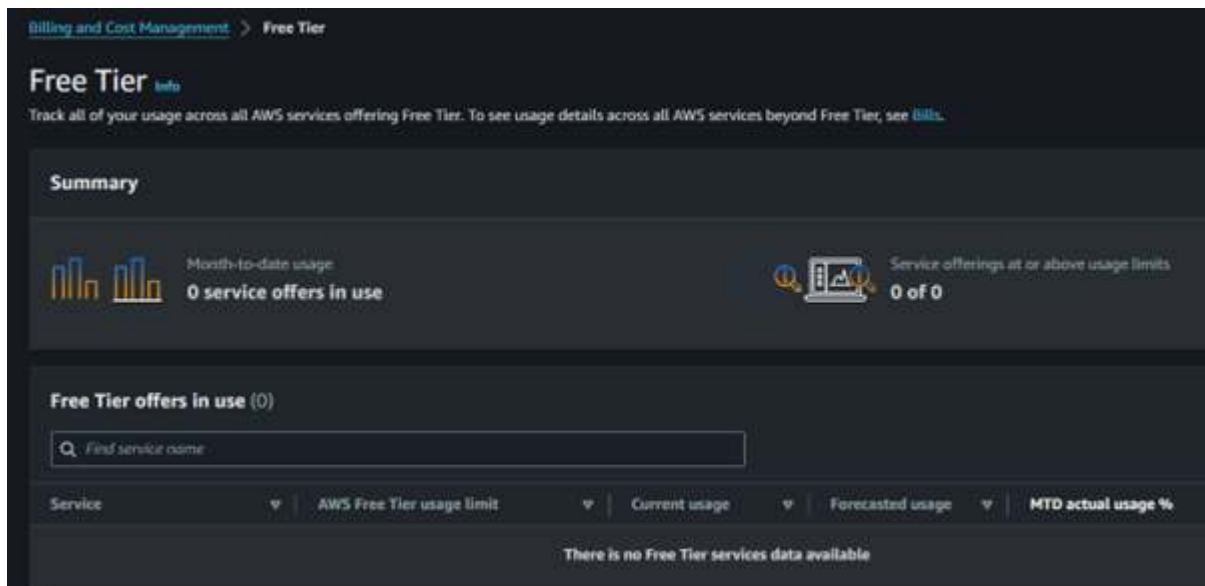 Billing and Cost Management > Free Tier
Free Tier Info
Track all of your usage across all AWS services offering Free Tier. To see usage details across all AWS services beyond Free Tier, see Bills.
Summary
Month-to-date usage
0 service offers in use
Service offerings at or above usage limits
0 of 0
Free Tier offers in use (0)
Find service name
Service AWS Free Tier usage limit Current usage Forecasted usage MTD actual usage %
There is no Free Tier services data available